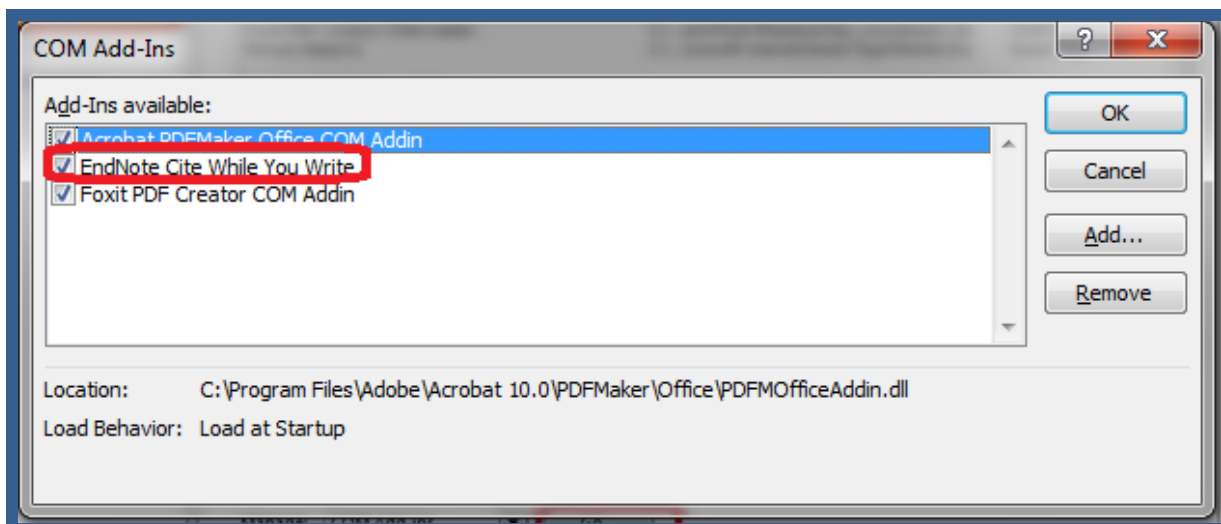 COM Add-Ins
Add-Ins available:
Acrobat PDFMaker Office COM Addin
EndNote Cite While You Write
Foxit PDF Creator COM Addin
OK
Cancel
Add...
Remove
Location: C:\Program Files\Adobe\Acrobat 10.0\PDFMaker\Office\PDFMOfficeAddin.dll
Load Behavior: Load at Startup